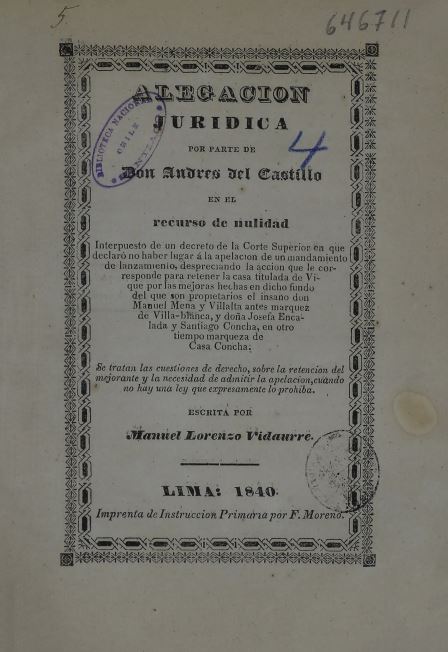 5.
646711
ALEGACION
JURIDICA
POR PARTE DE
Don Andres del Castillo
4
EN EL
recurso de nulidad
Interpuesto de un decreto de la Corte Superior en que
declaró no haber lugar á la apelacion de un mandamiento
de lanzamiento, despreciando la accion que le cor-
responde para retener la casa titulada de Vi-
que por las mejoras hechas en dicho fundo
del que son propietarios el insano don
Manuel Mena y Villalta antes marquez
de Villa-blanca, y doña Josefa Enca-
lada y Santiago Concha, en otro
tiempo marqueza de
Casa Concha.
Se tratan las cuestiones de derecho, sobre la retencion del
mejorante y la necesidad de admitir la apelacion, cuando
no hay una ley que expresamente lo prohiba.
ESCRITA POR
Manuel Lorenzo Vidaurre.
LIMA: 1840.
Imprenta de Instruccion Primaria por F. Moreno.
BIBLIOTECA NACIONAL
CHILE